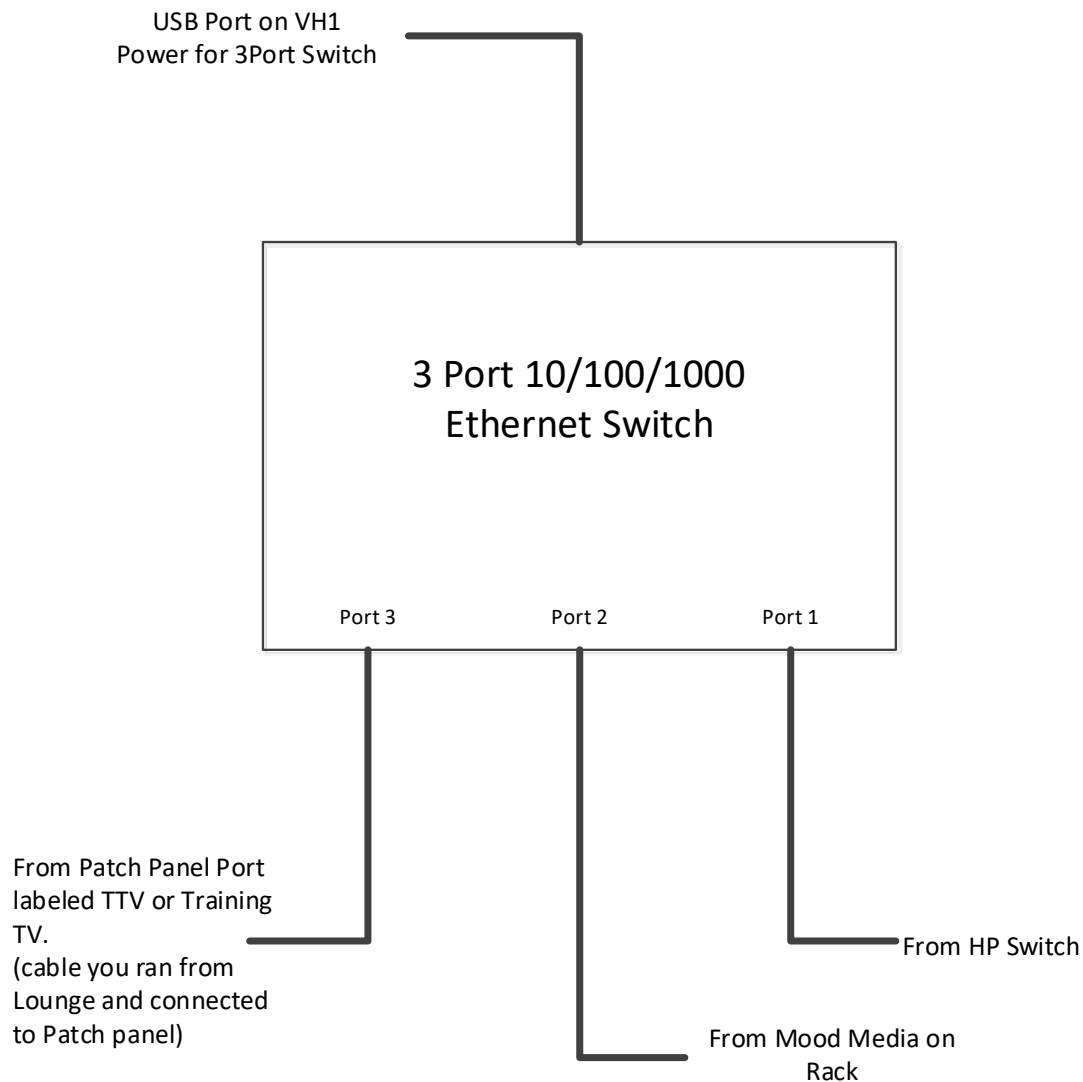 USB Port on VH1
Power for 3Port Switch
3 Port 10/100/1000
Ethernet Switch
Port 3
Port 2
Port 1
From Patch Panel Port
labeled TTV or Training
TV.
(cable you ran from
Lounge and connected
to Patch panel)
From HP Switch
From Mood Media on
Rack